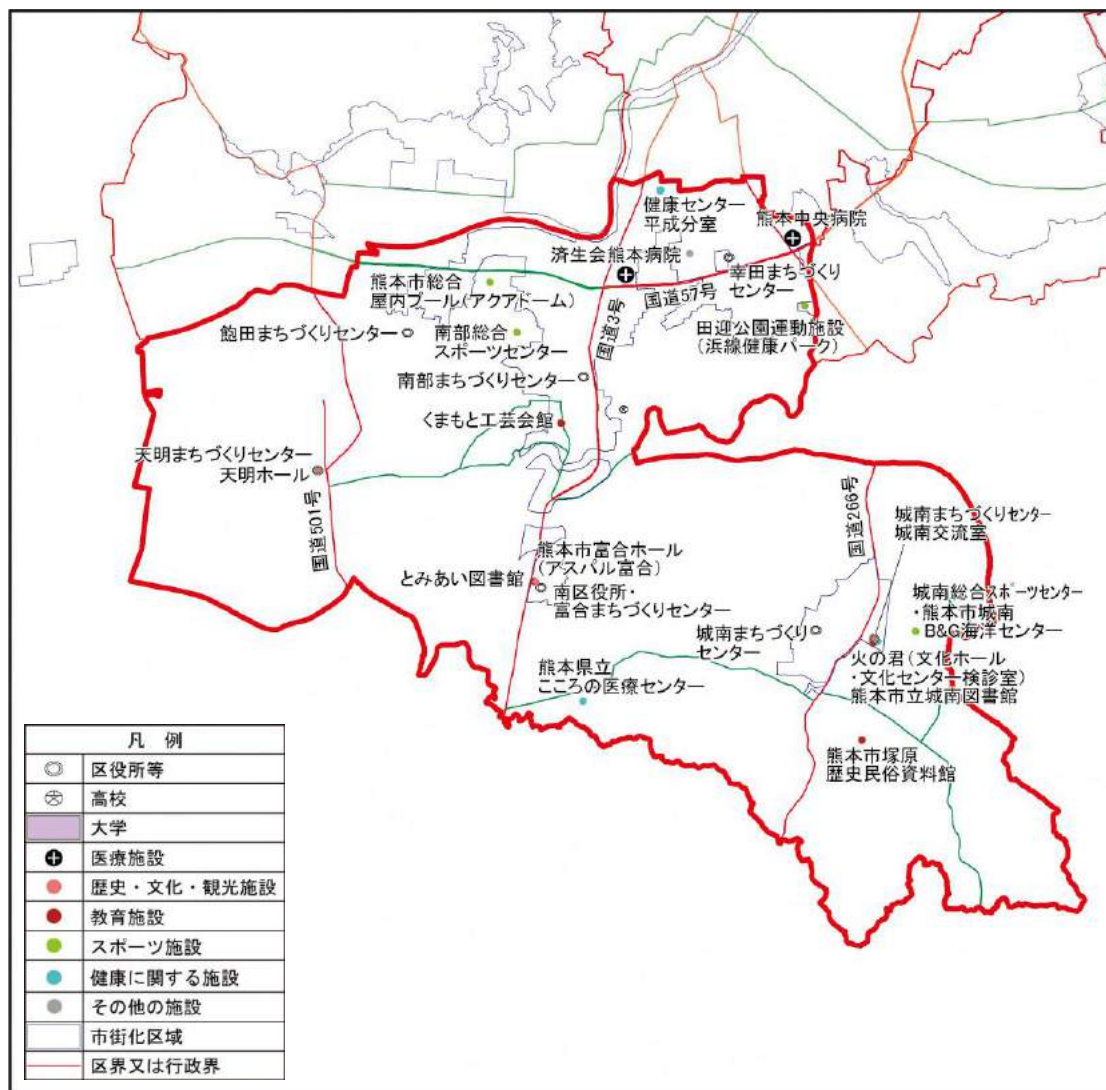 健康センター
平成分室
熊本中央病院
済生会熊本病院
幸田まちづくり
センター
国道57号
熊本市総合
屋内プール(アクアドーム)
国道3号
田迎公園運動施設
(浜線健康パーク)
飽田まちづくりセンター
南部総合
スポーツセンター
南部まちづくりセンター
くまもと工芸会館
天明まちづくりセンター
天明ホール
国道501号
国道266号
城南まちづくりセンター
城南交流室
熊本市富合ホール
(アスパル富合)
とみあい図書館
南区役所・
富合まちづくりセンター
城南総合スポーツセンター
・熊本市城南
B&G海洋センター
城南まちづくり
センター
火の君(文化ホール
・文化センター検診室)
熊本市立城南図書館
熊本県立
こころの医療センター
熊本市塚原
歴史民俗資料館
凡 例
区役所等
高校
大学
医療施設
歴史・文化・観光施設
教育施設
スポーツ施設
健康に関する施設
その他の施設
市街化区域
区界又は行政界